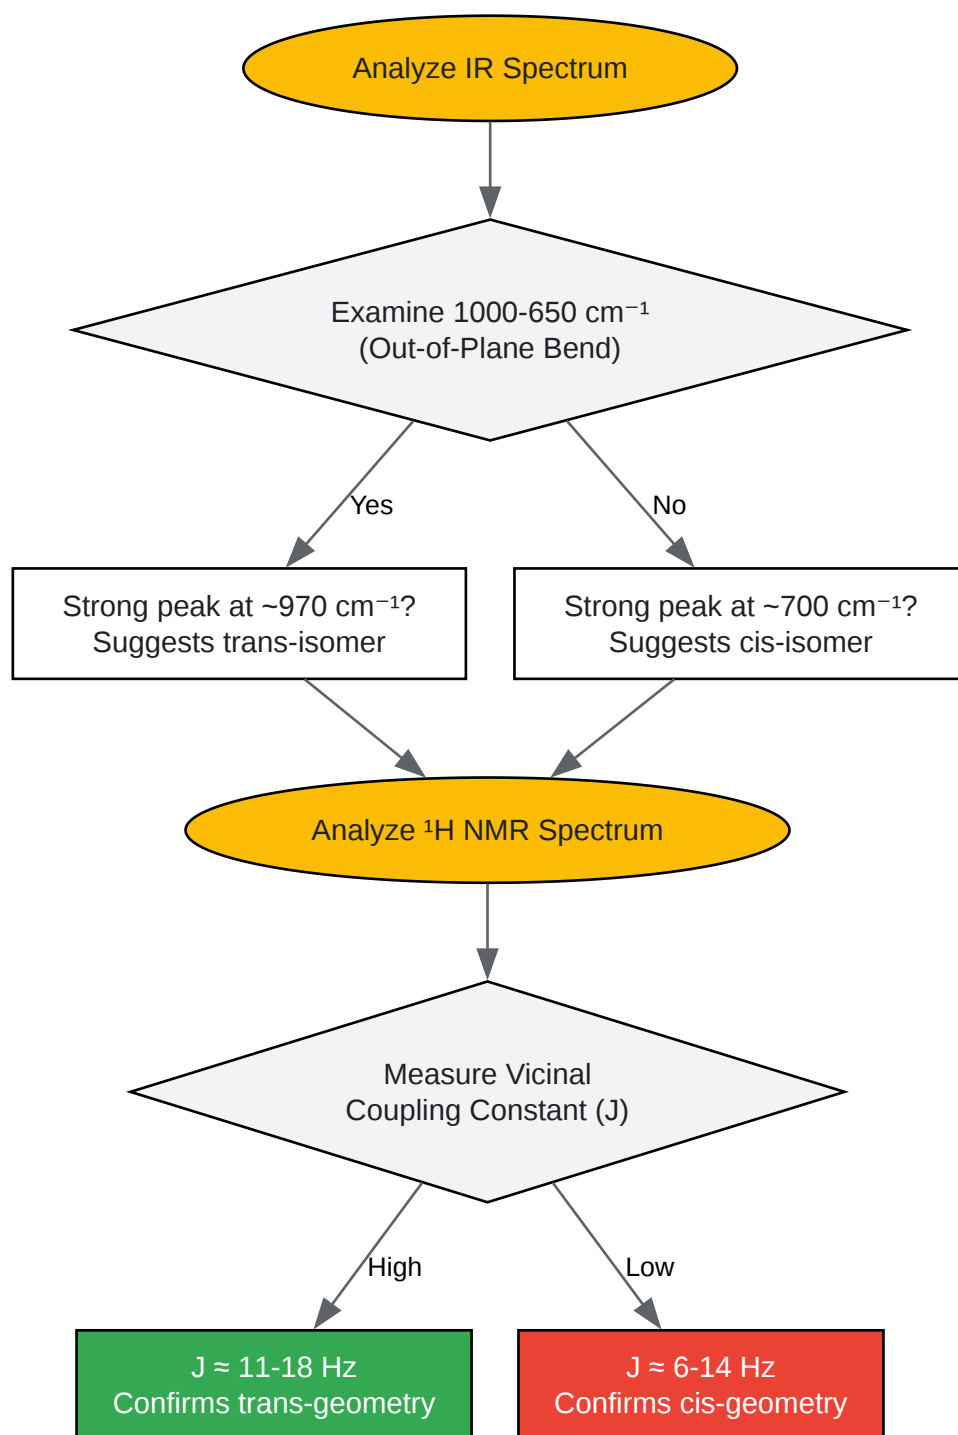 Analyze IR Spectrum
Examine 1000-650 cm⁻¹
(Out-of-Plane Bend)
Yes
No
Strong peak at ~970 cm⁻¹?
Suggests trans-isomer
Strong peak at ~700 cm⁻¹?
Suggests cis-isomer
Analyze ¹H NMR Spectrum
Measure Vicinal
Coupling Constant (J)
High
Low
J ≈ 11-18 Hz
Confirms trans-geometry
J ≈ 6-14 Hz
Confirms cis-geometry